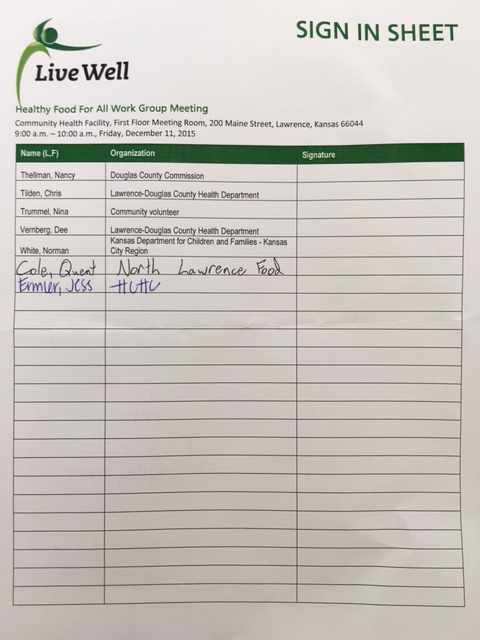 Live Well
SIGN IN SHEET
Healthy Food For All Work Group Meeting
Community Health Facility, First Floor Meeting Room, 200 Maine Street, Lawrence, Kansas 66044
9:00 a.m. – 10:00 a.m., Friday, December 11, 2015
Name (L,F) Organization Signature
Thellman, Nancy Douglas County Commission
Tilden, Chris Lawrence-Douglas County Health Department
Trummel, Nina Community volunteer
Vernberg, Dee Lawrence-Douglas County Health Department
Kansas Department for Children and Families - Kansas
White, Norman City Region
Cole, Quent North Lawrence Food
Ermler, Jess HCHC